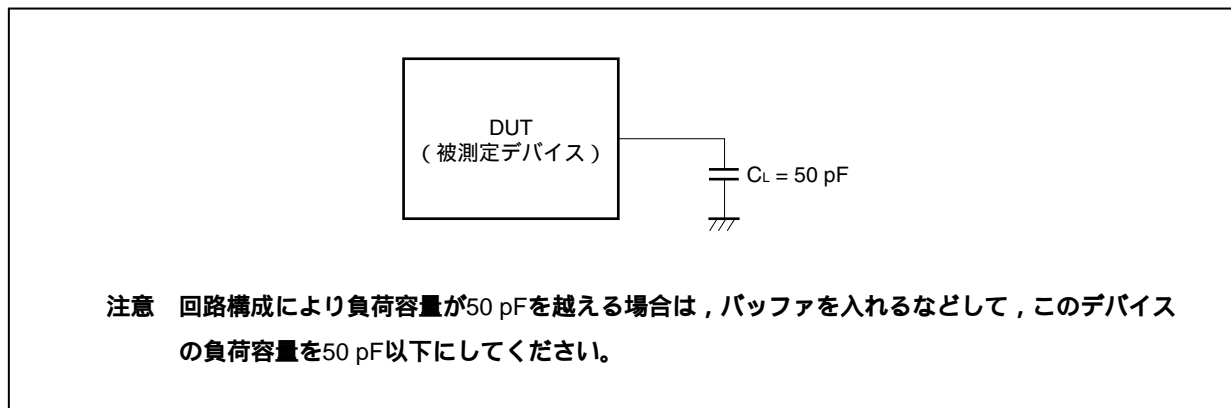 DUT
（被測定デバイス）
CL = 50 pF
注意　回路構成により負荷容量が50 pFを越える場合は，バッファを入れるなどして，このデバイス
の負荷容量を50 pF以下にしてください。